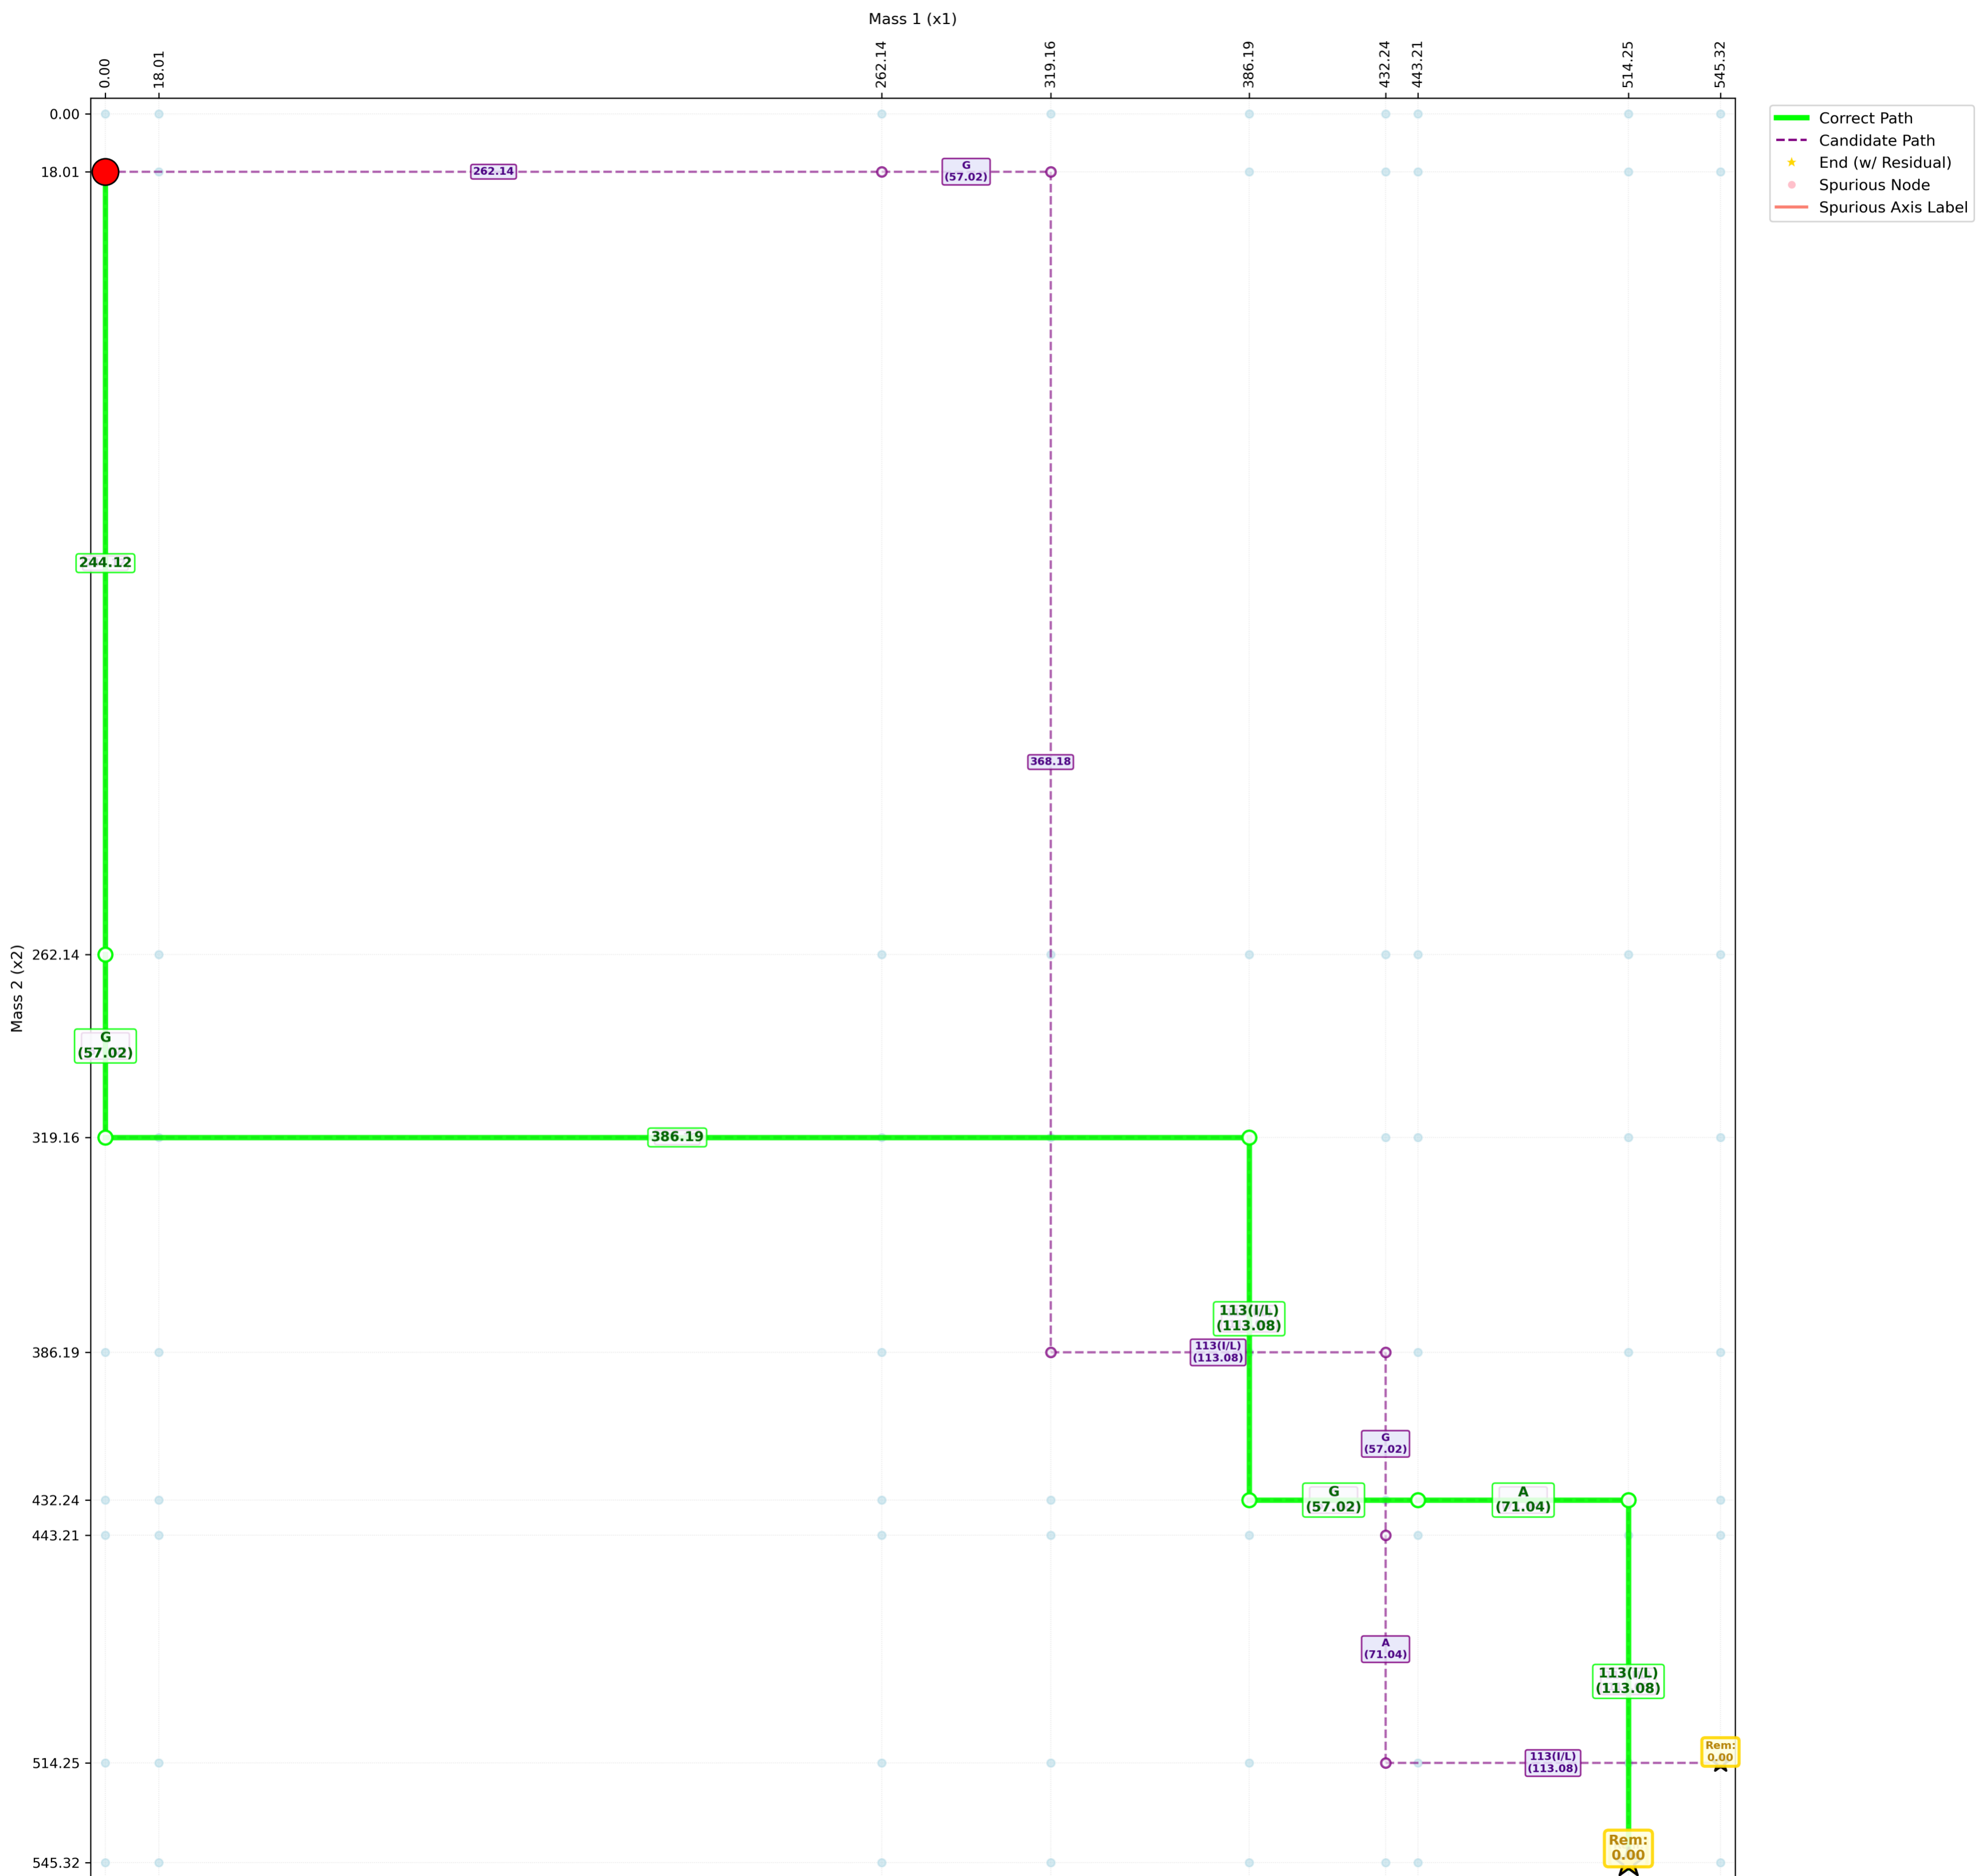 Mass 1 (x1)
0.00
18.01
262.14
319.16
386.19
432.24
443.21
514.25
545.32
Mass 2 (x2)
0.00
18.01
262.14
319.16
386.19
432.24
443.21
514.25
545.32
Correct Path
Candidate Path
End (w/ Residual)
Spurious Node
Spurious Axis Label
262.14
G
(57.02)
244.12
368.18
G
(57.02)
386.19
113(I/L)
(113.08)
113(I/L)
(113.08)
G
(57.02)
G
(57.02)
A
(71.04)
A
(71.04)
113(I/L)
(113.08)
Rem:
0.00
113(I/L)
(113.08)
Rem:
0.00